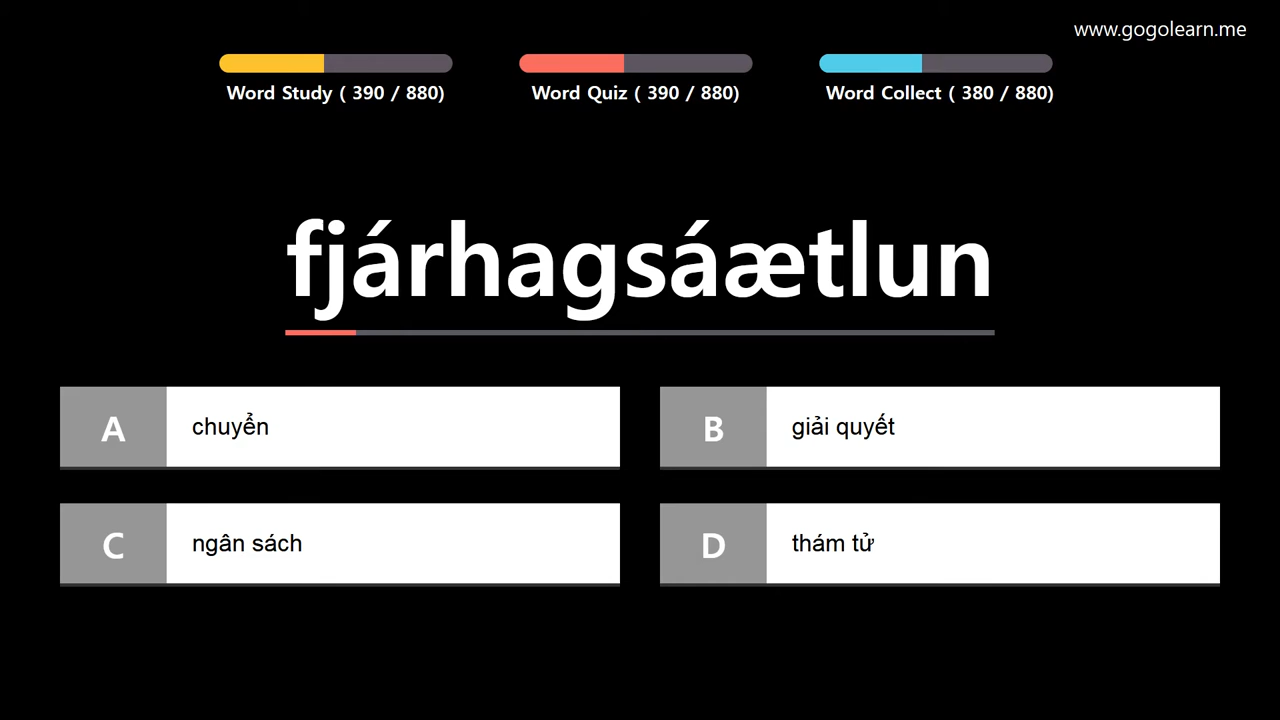 www.gogolearn.me
Word Study ( 390 / 880)
Word Quiz ( 390 / 880)
Word Collect ( 380 / 880)
fjárhagsáætlun
A chuyển
B giải quyết
C ngân sách
D thám tử